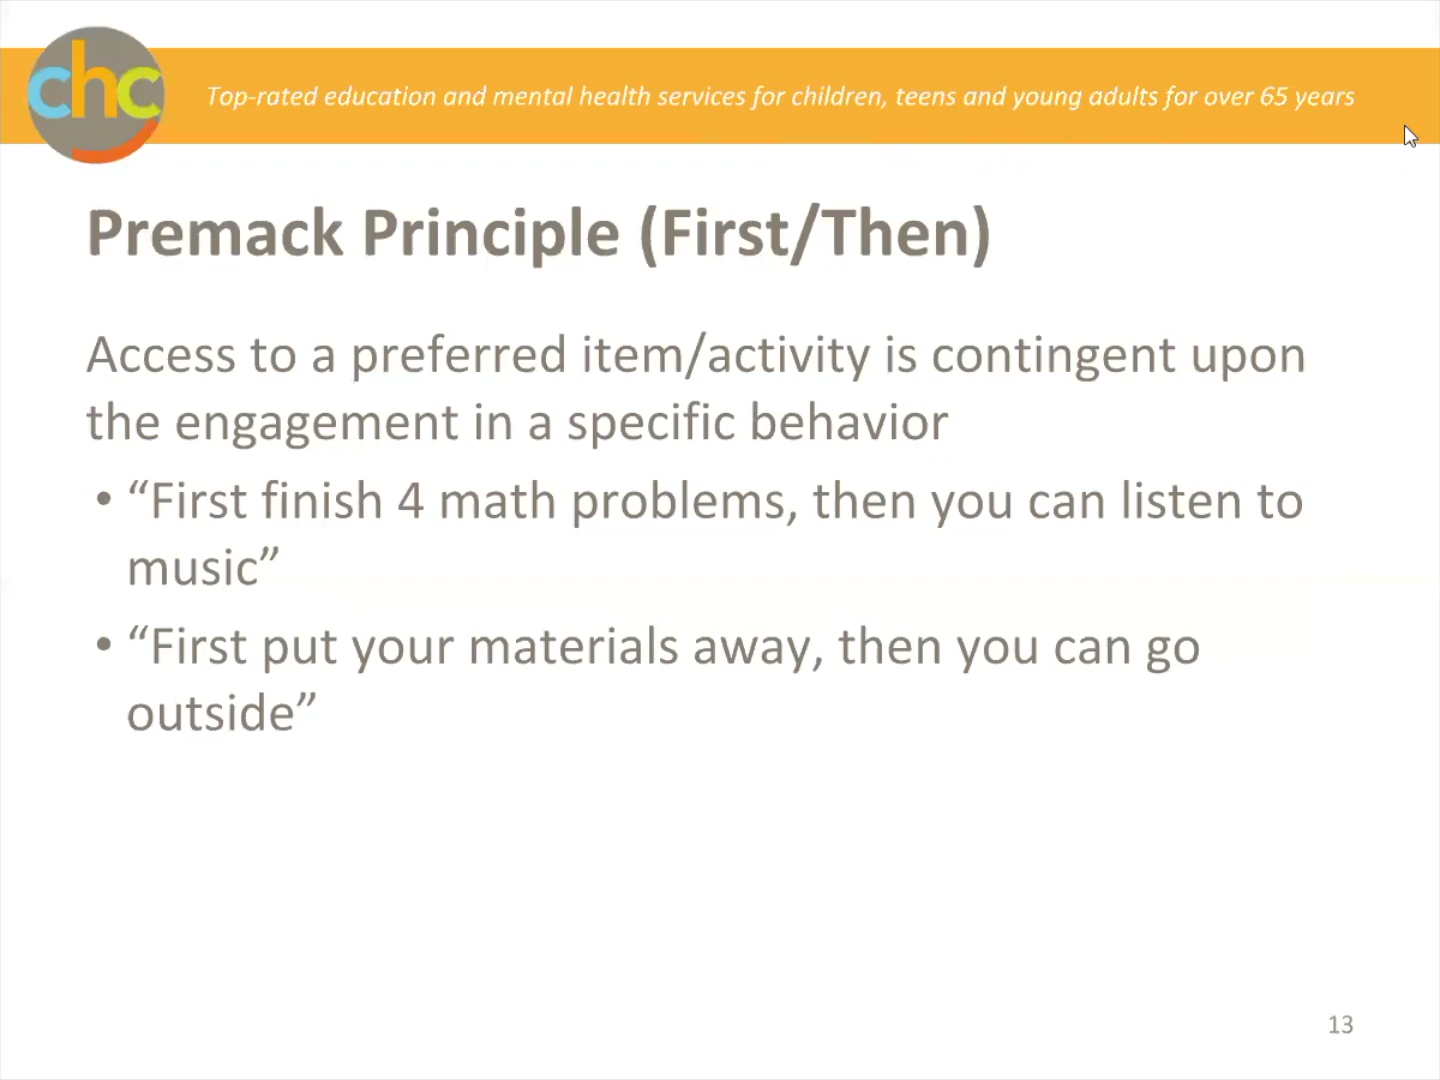 chc
Top-rated education and mental health services for children, teens and young adults for over 65 years
Premack Principle (First/Then)
Access to a preferred item/activity is contingent upon
the engagement in a specific behavior
• “First finish 4 math problems, then you can listen to
music”
• “First put your materials away, then you can go
outside”
13